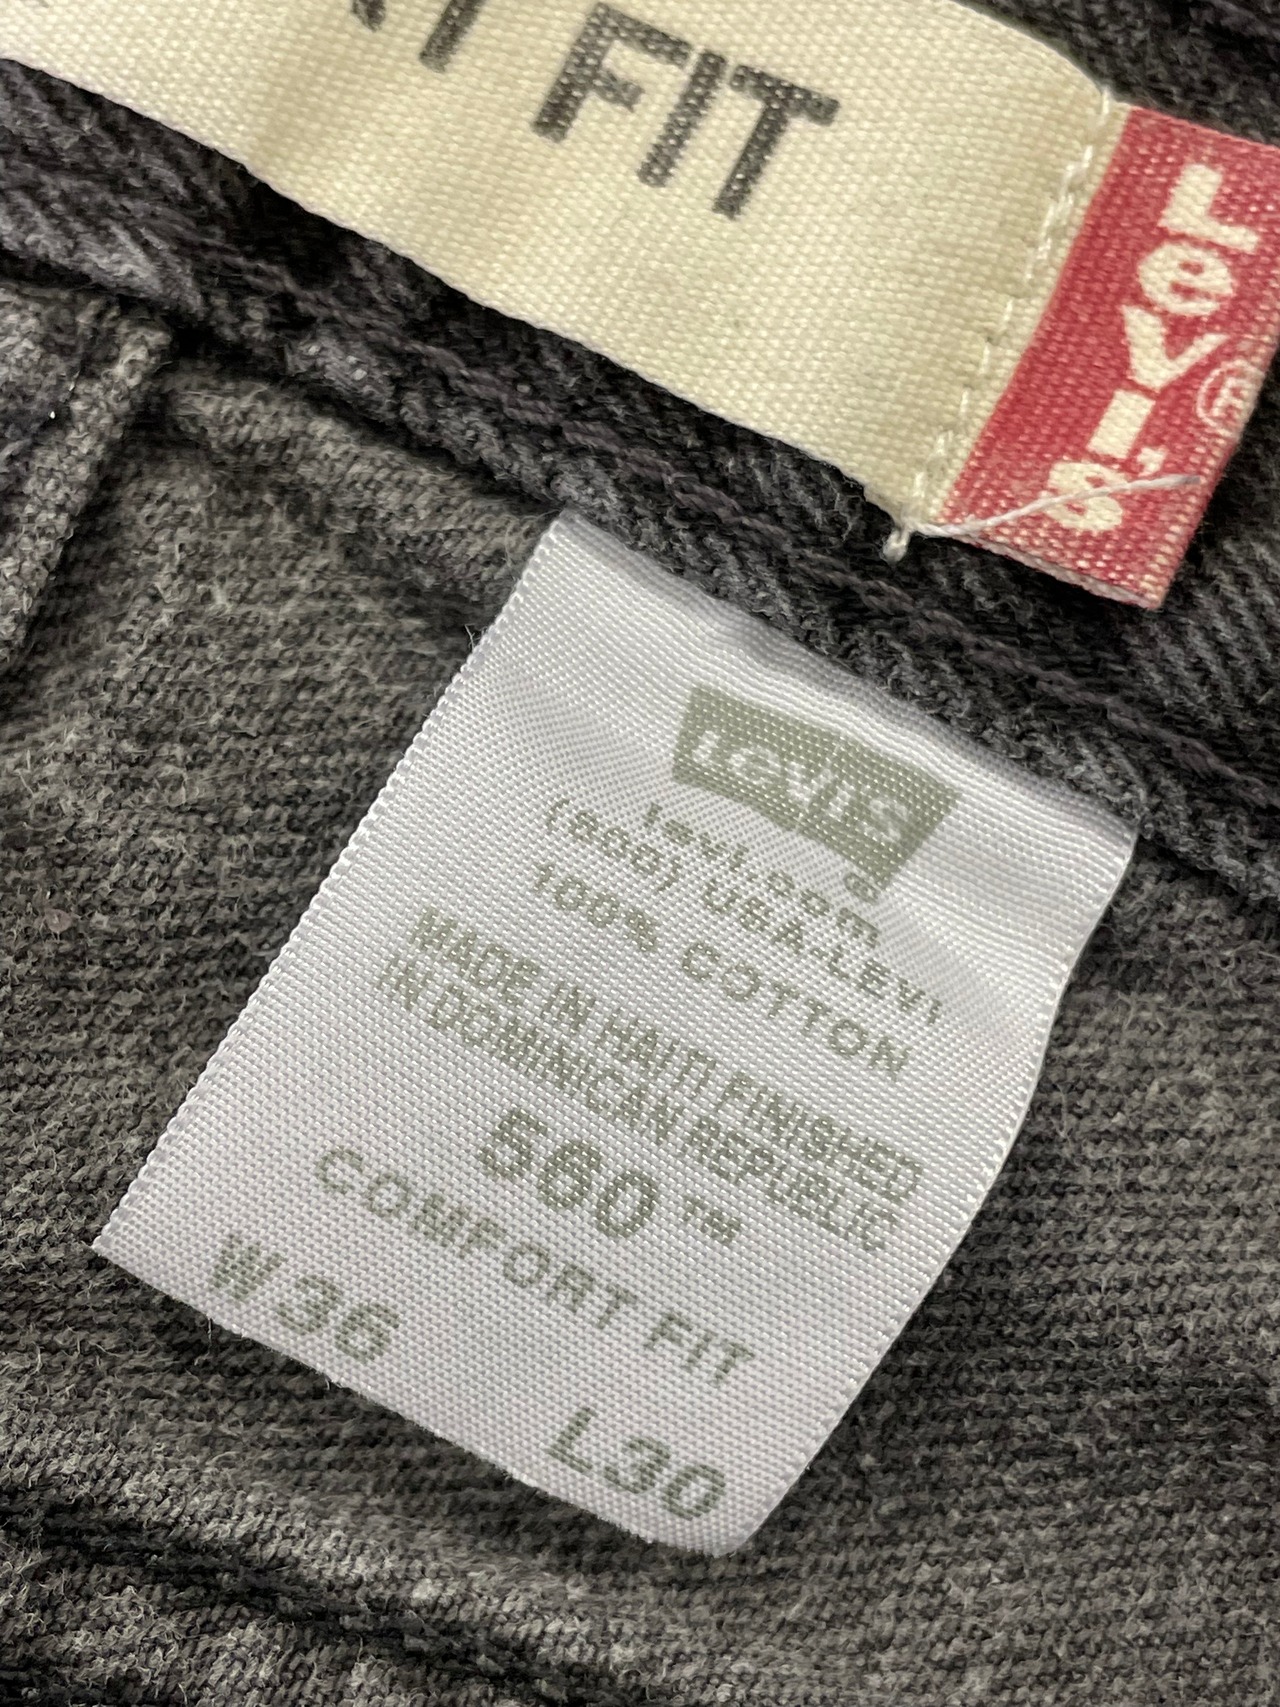 FIT
Levi's
Levi's
levi.com
(800) USA-LEVI
100% COTTON
MADE IN HAITI FINISHED
IN DOMINICAN REPUBLIC
560™
COMFORT FIT
W36
L30